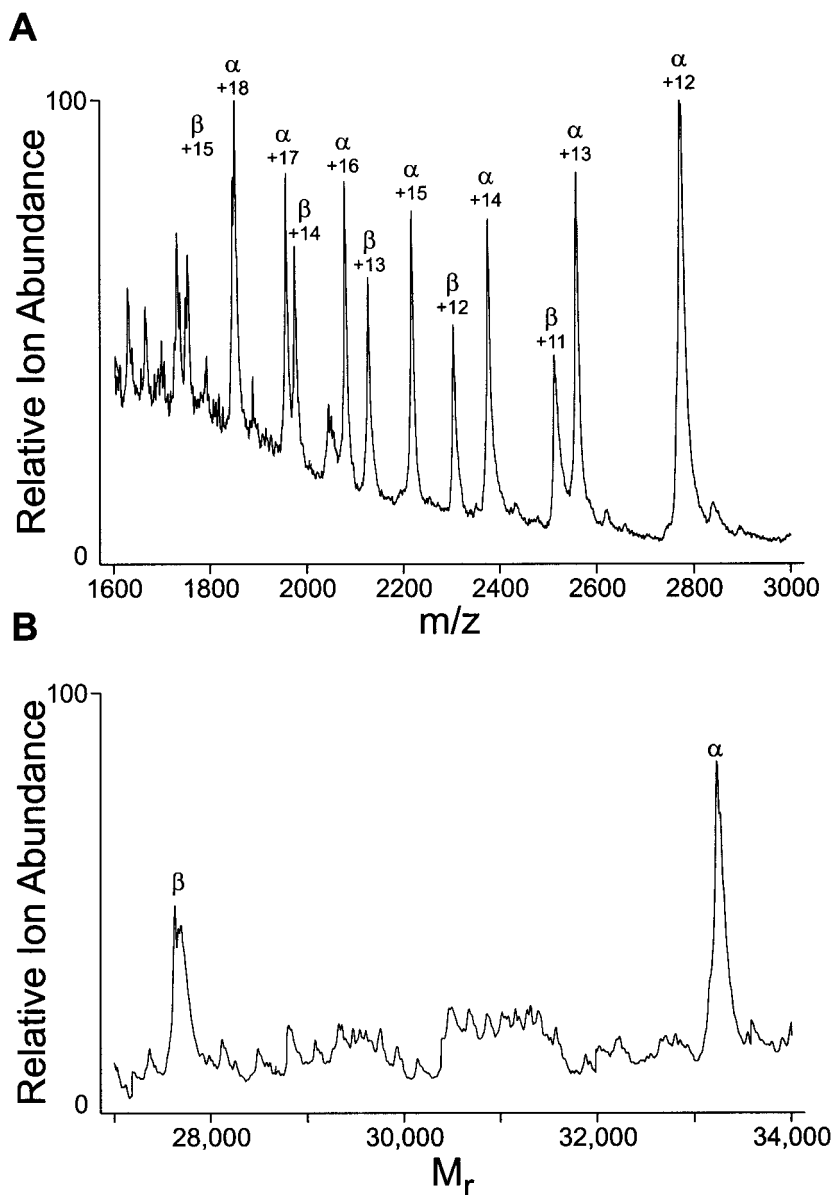 A
Relative Ion Abundance
100
0
β
+15
α
+18
α
+17
β
+14
α
+16
β
+13
α
+15
β
+12
α
+14
β
+11
α
+13
α
+12
1600
1800
2000
2200
2400
2600
2800
3000
m/z
B
Relative Ion Abundance
100
0
β
α
28,000
30,000
32,000
34,000
Mr